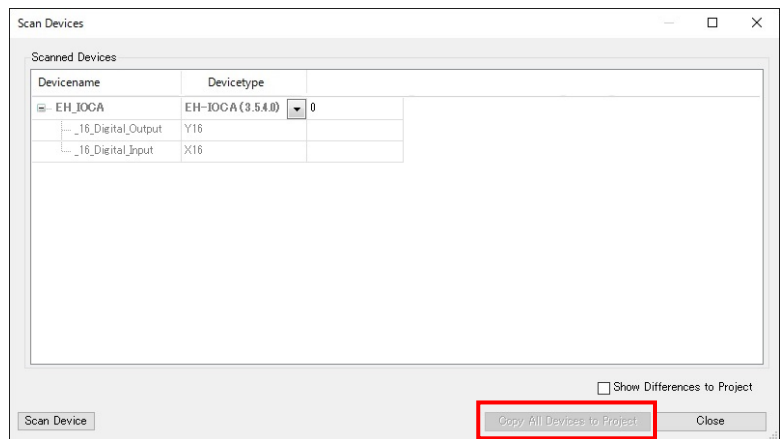 Scan Devices
Scanned Devices
Devicename Devicetype
EH_IOCA EH-IOCA(3.5.4.0) 0
_16_Digital_Output Y16
_16_Digital_Input X16
Show Differences to Project
Scan Device Copy All Devices to Project Close